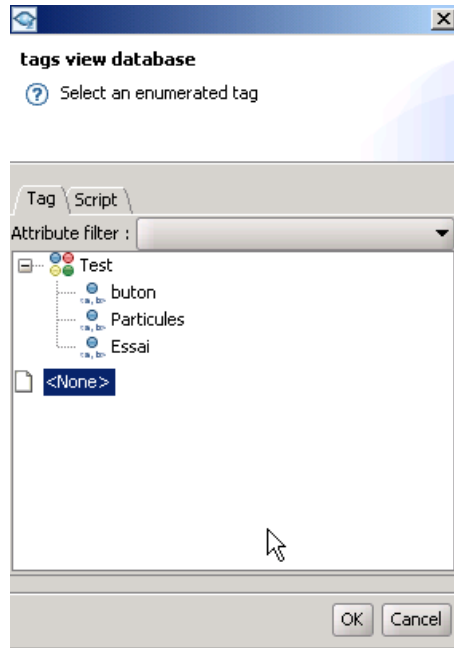 tags view database
Select an enumerated tag
Tag Script
Attribute filter :
Test
buton
Particules
Essai
<None>
OK Cancel